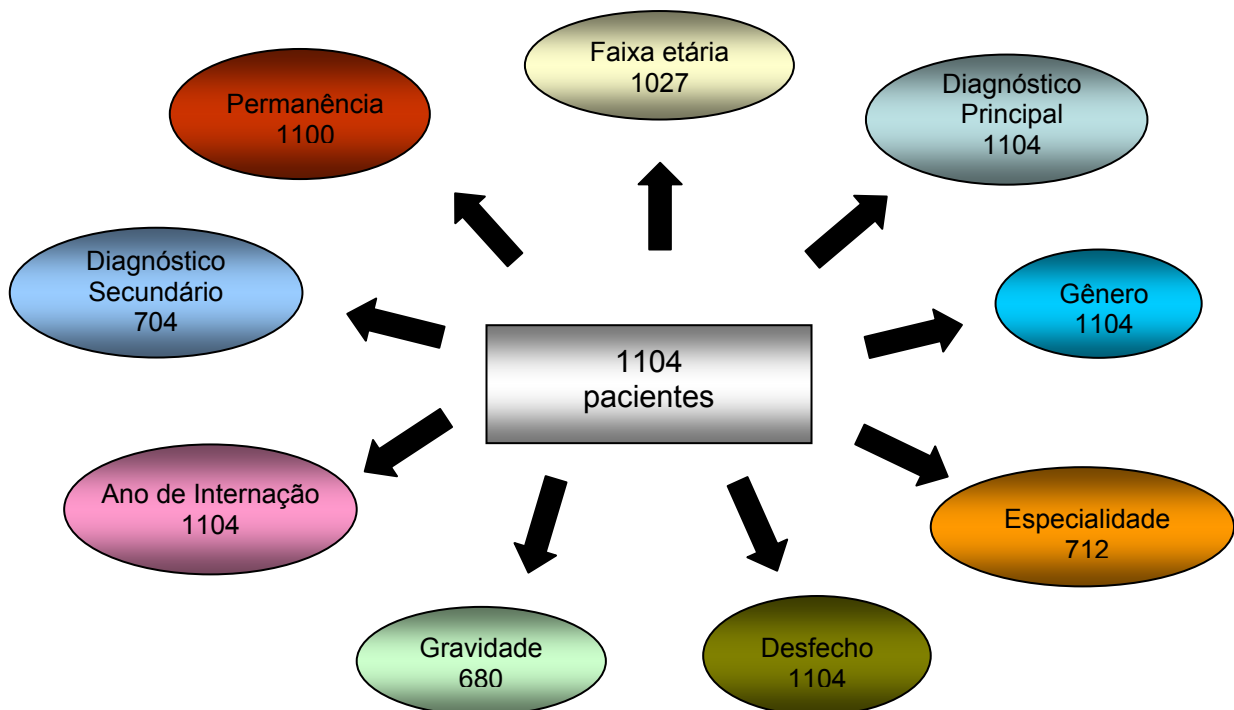 Faixa etária
1027
Permanência
1100
Diagnóstico
Principal
1104
Diagnóstico
Secundário
704
Gênero
1104
1104
pacientes
Ano de Internação
1104
Especialidade
712
Gravidade
680
Desfecho
1104